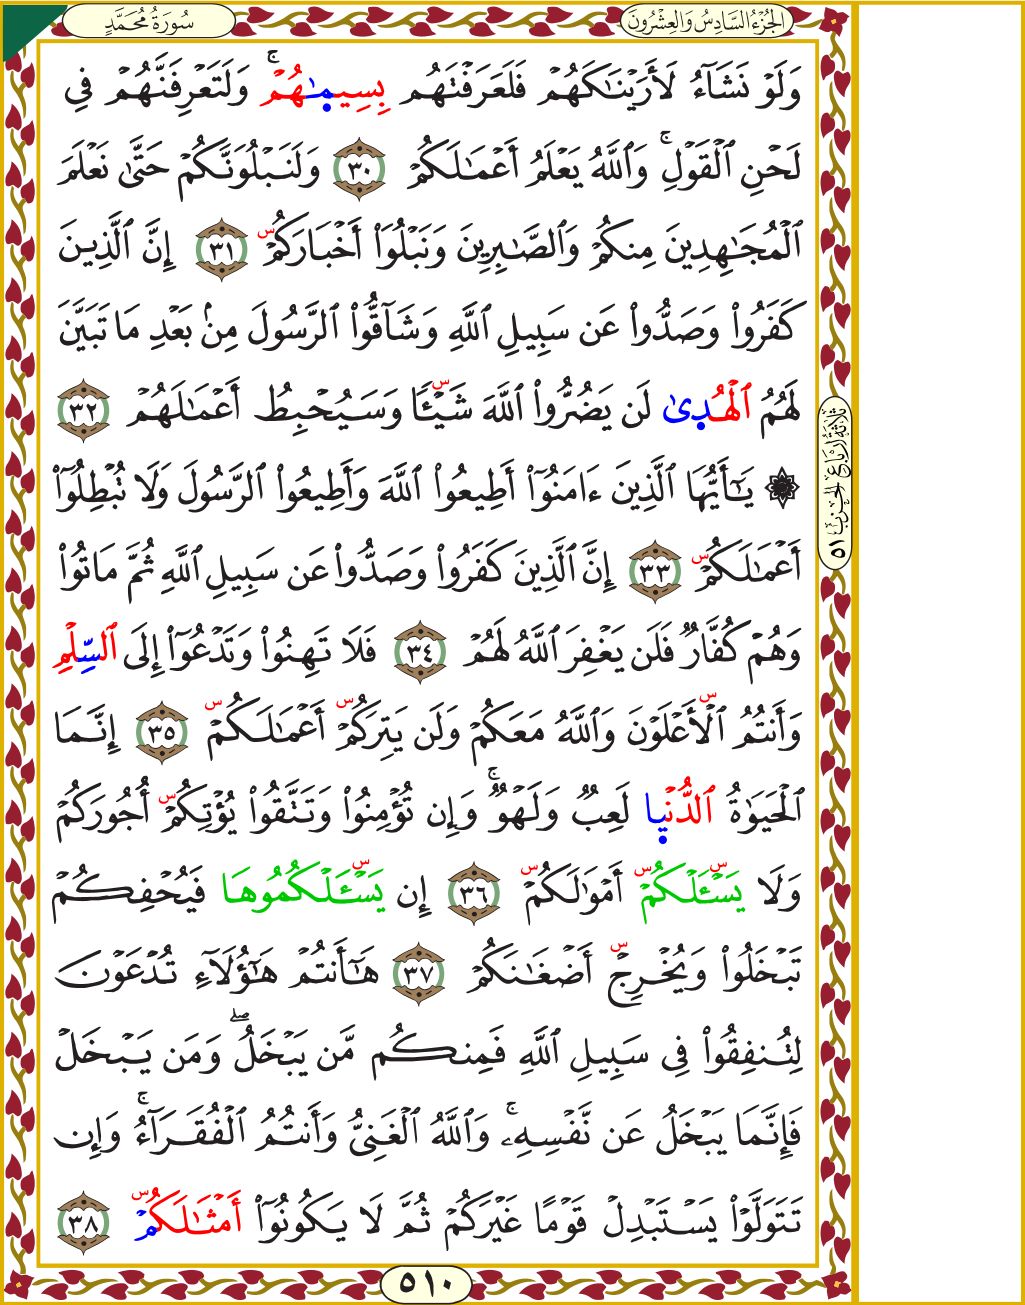 الجُزْءُ السَّادِسُ وَالعِشْرُونَ
سُورَةُ مُحَمَّدٍ
وَلَوْ نَشَآءُ لَأَرَيْنَٰكَهُمْ فَلَعَرَفْتَهُم بِسِيمَٰهُمْۚ وَلَتَعْرِفَنَّهُمْ فِي
لَحْنِ ٱلْقَوْلِۚ وَٱللَّهُ يَعْلَمُ أَعْمَٰلَكُمْ ٣٠ وَلَنَبْلُوَنَّكُمْ حَتَّىٰ نَعْلَمَ
ٱلْمُجَٰهِدِينَ مِنكُمْ وَٱلصَّٰبِرِينَ وَنَبْلُوَا۟ أَخْبَارَكُمْۜ ٣١ إِنَّ ٱلَّذِينَ
كَفَرُوا۟ وَصَدُّوا۟ عَن سَبِيلِ ٱللَّهِ وَشَآقُّوا۟ ٱلرَّسُولَ مِنۢ بَعْدِ مَا تَبَيَّنَ
لَهُمُ ٱلْهُدِىٰ لَن يَضُرُّوا۟ ٱللَّهَ شَيْۜـًٔا وَسَيُحْبِطُ أَعْمَٰلَهُمْ ٣٢
۞ يَٰٓأَيُّهَا ٱلَّذِينَ ءَامَنُوٓا۟ أَطِيعُوا۟ ٱللَّهَ وَأَطِيعُوا۟ ٱلرَّسُولَ وَلَا تُبْطِلُوٓا۟
أَعْمَٰلَكُمْۜ ٣٣ إِنَّ ٱلَّذِينَ كَفَرُوا۟ وَصَدُّوا۟ عَن سَبِيلِ ٱللَّهِ ثُمَّ مَاتُوا۟
وَهُمْ كُفَّارٌ فَلَن يَغْفِرَ ٱللَّهُ لَهُمْ ٣٤ فَلَا تَهِنُوا۟ وَتَدْعُوٓا۟ إِلَى ٱلسِّلْمِ
وَأَنتُمُ ٱلْۜأَعْلَوْنَ وَٱللَّهُ مَعَكُمْ وَلَن يَتِرَكُمْۜ أَعْمَٰلَكُمْۜ ٣٥ إِنَّمَا
ٱلْحَيَوٰةُ ٱلدُّنْيِا لَعِبٌ وَلَهْوٌۚ وَإِن تُؤْمِنُوا۟ وَتَتَّقُوا۟ يُؤْتِكُمْۜ أُجُورَكُمْ
وَلَا يَسْۜـَٔلْكُمْۜ أَمْوَٰلَكُمْۜ ٣٦ إِن يَسْۜـَٔلْكُمُوهَا فَيُحْفِكُمْ
تَبْخَلُوا۟ وَيُخْرِجْۜ أَضْغَٰنَكُمْ ٣٧ هَٰٓأَنتُمْ هَٰٓؤُلَآءِ تُدْعَوْنَ
لِتُنفِقُوا۟ فِي سَبِيلِ ٱللَّهِ فَمِنكُم مَّن يَبْخَلُۖ وَمَن يَبْخَلْ
فَإِنَّمَا يَبْخَلُ عَن نَّفْسِهِۦۚ وَٱللَّهُ ٱلْغَنِىُّ وَأَنتُمُ ٱلْفُقَرَآءُۚ وَإِن
تَتَوَلَّوْا۟ يَسْتَبْدِلْ قَوْمًا غَيْرَكُمْ ثُمَّ لَا يَكُونُوٓا۟ أَمْثَٰلَكُمْۜ ٣٨
ثَلَاثَةُ أَرْبَاعِ الحِزْبِ ٥١
٥١٠